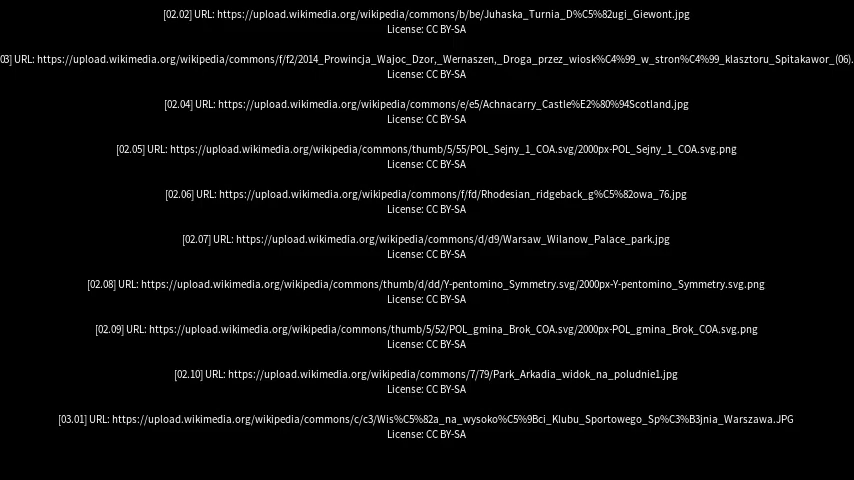 [02.02] URL: https://upload.wikimedia.org/wikipedia/commons/b/be/Juhaska_Turnia_D%C5%82ugi_Giewont.jpg
License: CC BY-SA
03] URL: https://upload.wikimedia.org/wikipedia/commons/f/f2/2014_Prowincja_Wajoc_Dzor,_Wernaszen,_Droga_przez_wiosk%C4%99_w_stron%C4%99_klasztoru_Spitakawor_(06).
License: CC BY-SA
[02.04] URL: https://upload.wikimedia.org/wikipedia/commons/e/e5/Achnacarry_Castle%E2%80%94Scotland.jpg
License: CC BY-SA
[02.05] URL: https://upload.wikimedia.org/wikipedia/commons/thumb/5/55/POL_Sejny_1_COA.svg/2000px-POL_Sejny_1_COA.svg.png
License: CC BY-SA
[02.06] URL: https://upload.wikimedia.org/wikipedia/commons/f/fd/Rhodesian_ridgeback_g%C5%82owa_76.jpg
License: CC BY-SA
[02.07] URL: https://upload.wikimedia.org/wikipedia/commons/d/d9/Warsaw_Wilanow_Palace_park.jpg
License: CC BY-SA
[02.08] URL: https://upload.wikimedia.org/wikipedia/commons/thumb/d/dd/Y-pentomino_Symmetry.svg/2000px-Y-pentomino_Symmetry.svg.png
License: CC BY-SA
[02.09] URL: https://upload.wikimedia.org/wikipedia/commons/thumb/5/52/POL_gmina_Brok_COA.svg/2000px-POL_gmina_Brok_COA.svg.png
License: CC BY-SA
[02.10] URL: https://upload.wikimedia.org/wikipedia/commons/7/79/Park_Arkadia_widok_na_poludnie1.jpg
License: CC BY-SA
[03.01] URL: https://upload.wikimedia.org/wikipedia/commons/c/c3/Wis%C5%82a_na_wysoko%C5%9Bci_Klubu_Sportowego_Sp%C3%B3jnia_Warszawa.JPG
License: CC BY-SA